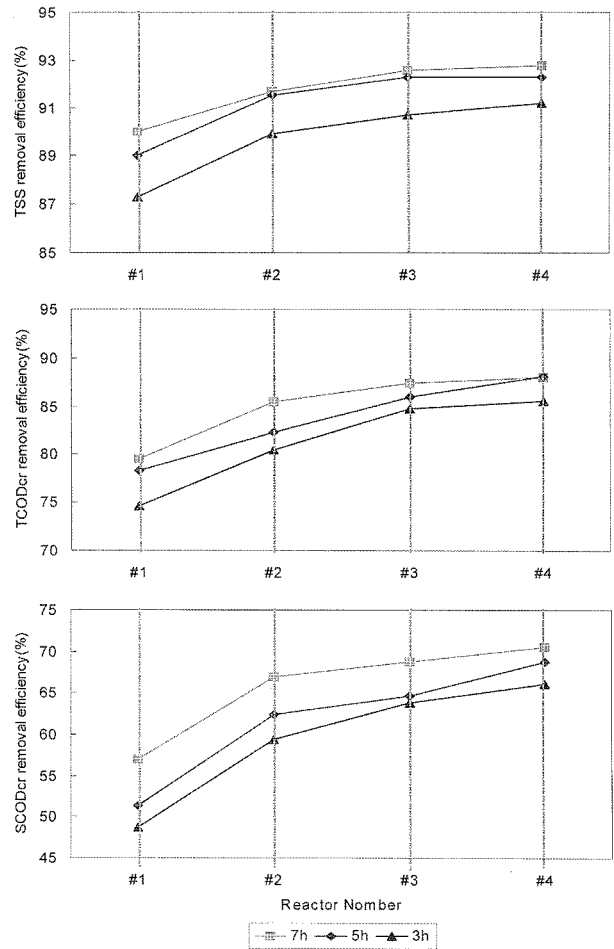 TSS removal efficiency(%)
95
93
91
89
87
85
#1 #2 #3 #4
TCODcr removal efficiency(%)
95
90
85
80
75
70
#1 #2 #3 #4
SCODcr removal efficiency(%)
75
70
65
60
55
50
45
#1 #2 #3 #4
Reactor Nomber
7h 5h 3h